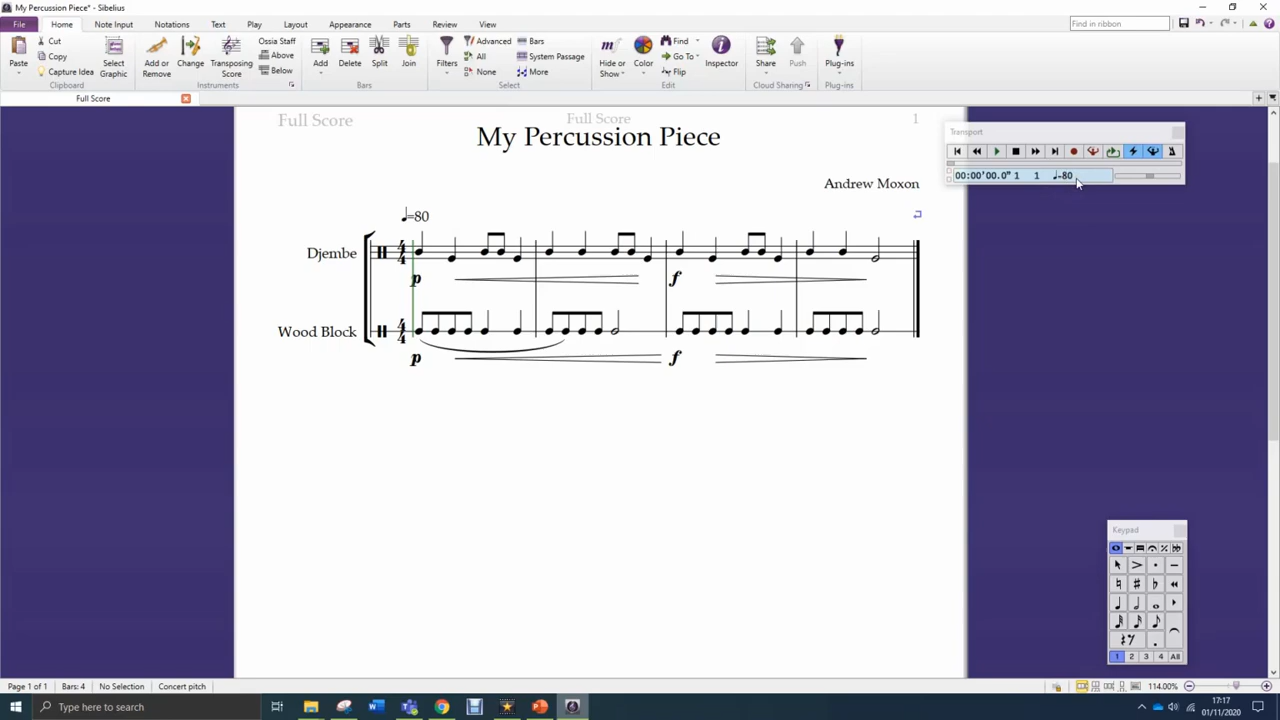 My Percussion Piece* - Sibelius
File Home Note Input Notations Text Play Layout Appearance Parts Review View Find in ribbon
Paste Cut Copy Capture Idea Select Graphic
Clipboard
Add or Remove Change Transposing Score Ossia Staff Above Below
Instruments
Add Delete Split Join
Bars
Filters Advanced All None Bars System Passage More
Select
Hide or Show Color Find Go To Flip Inspector
Edit
Share Push
Cloud Sharing
Plug-ins
Plug-ins
Full Score
Full Score Full Score 1
My Percussion Piece
Andrew Moxon
♩=80
Djembe 4/4
p f
Wood Block 4/4
p f
Transport
00:00'00.0" 1 1 ♩=80
Keypad
1 2 3 4 All
Page 1 of 1 Bars: 4 No Selection Concert pitch 114.00%
Type here to search
17:17
01/11/2020